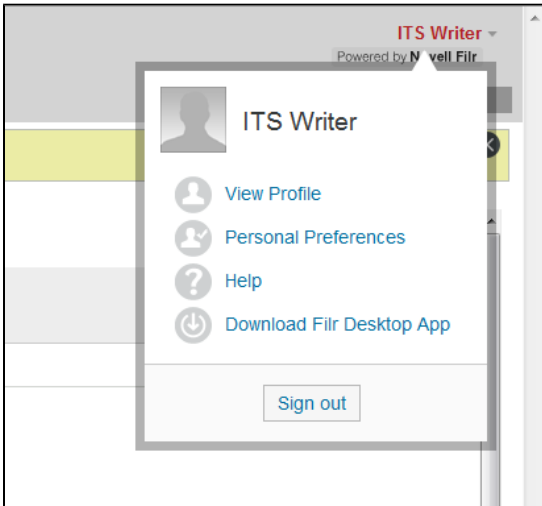 ITS Writer
Powered by Novell Filr
ITS Writer
View Profile
Personal Preferences
Help
Download Filr Desktop App
Sign out